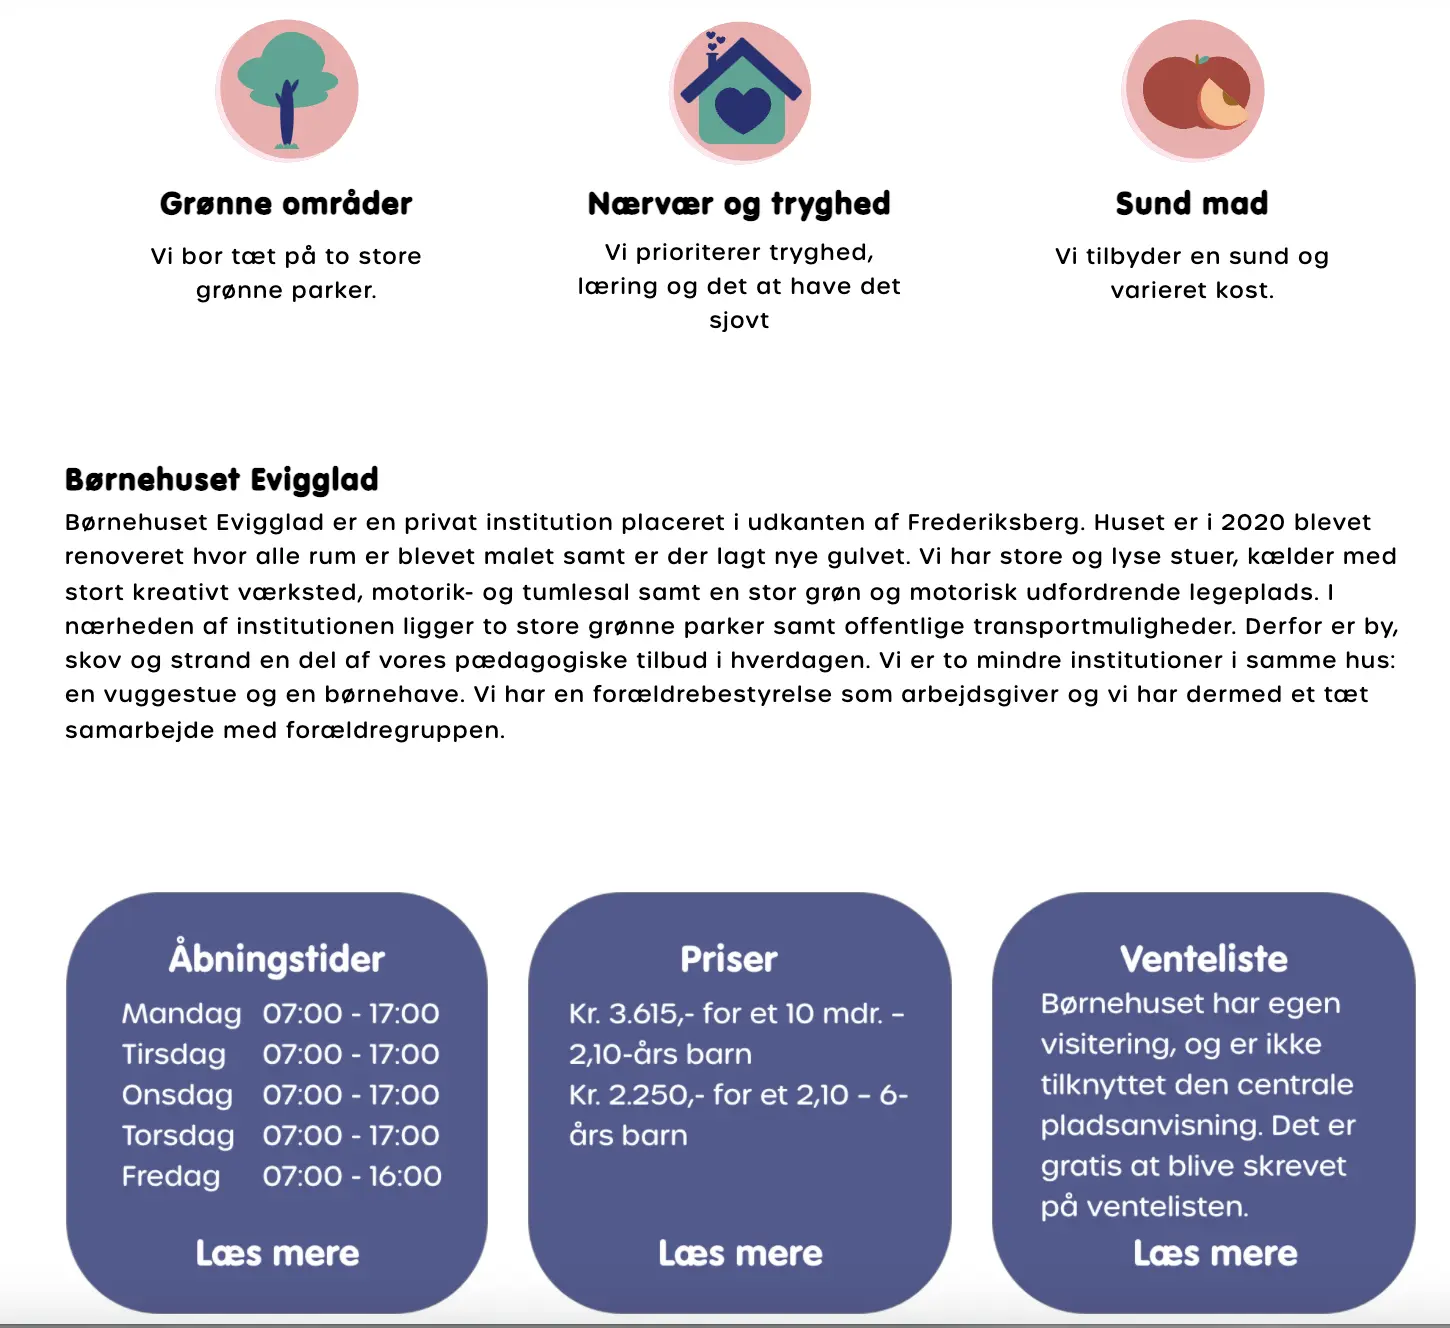 Grønne områder
Vi bor tæt på to store
grønne parker.
Nærvær og tryghed
Vi prioriterer tryghed,
læring og det at have det
sjovt
Sund mad
Vi tilbyder en sund og
varieret kost.
Børnehuset Evigglad
Børnehuset Evigglad er en privat institution placeret i udkanten af Frederiksberg. Huset er i 2020 blevet
renoveret hvor alle rum er blevet malet samt er der lagt nye gulvet. Vi har store og lyse stuer, kælder med
stort kreativt værksted, motorik- og tumlesal samt en stor grøn og motorisk udfordrende legeplads. I
nærheden af institutionen ligger to store grønne parker samt offentlige transportmuligheder. Derfor er by,
skov og strand en del af vores pædagogiske tilbud i hverdagen. Vi er to mindre institutioner i samme hus:
en vuggestue og en børnehave. Vi har en forældrebestyrelse som arbejdsgiver og vi har dermed et tæt
samarbejde med forældregruppen.
Åbningstider
Mandag 07:00 - 17:00
Tirsdag 07:00 - 17:00
Onsdag 07:00 - 17:00
Torsdag 07:00 - 17:00
Fredag 07:00 - 16:00
Læs mere
Priser
Kr. 3.615,- for et 10 mdr. –
2,10-års barn
Kr. 2.250,- for et 2,10 – 6-
års barn
Læs mere
Venteliste
Børnehuset har egen
visitering, og er ikke
tilknyttet den centrale
pladsanvisning. Det er
gratis at blive skrevet
på ventelisten.
Læs mere